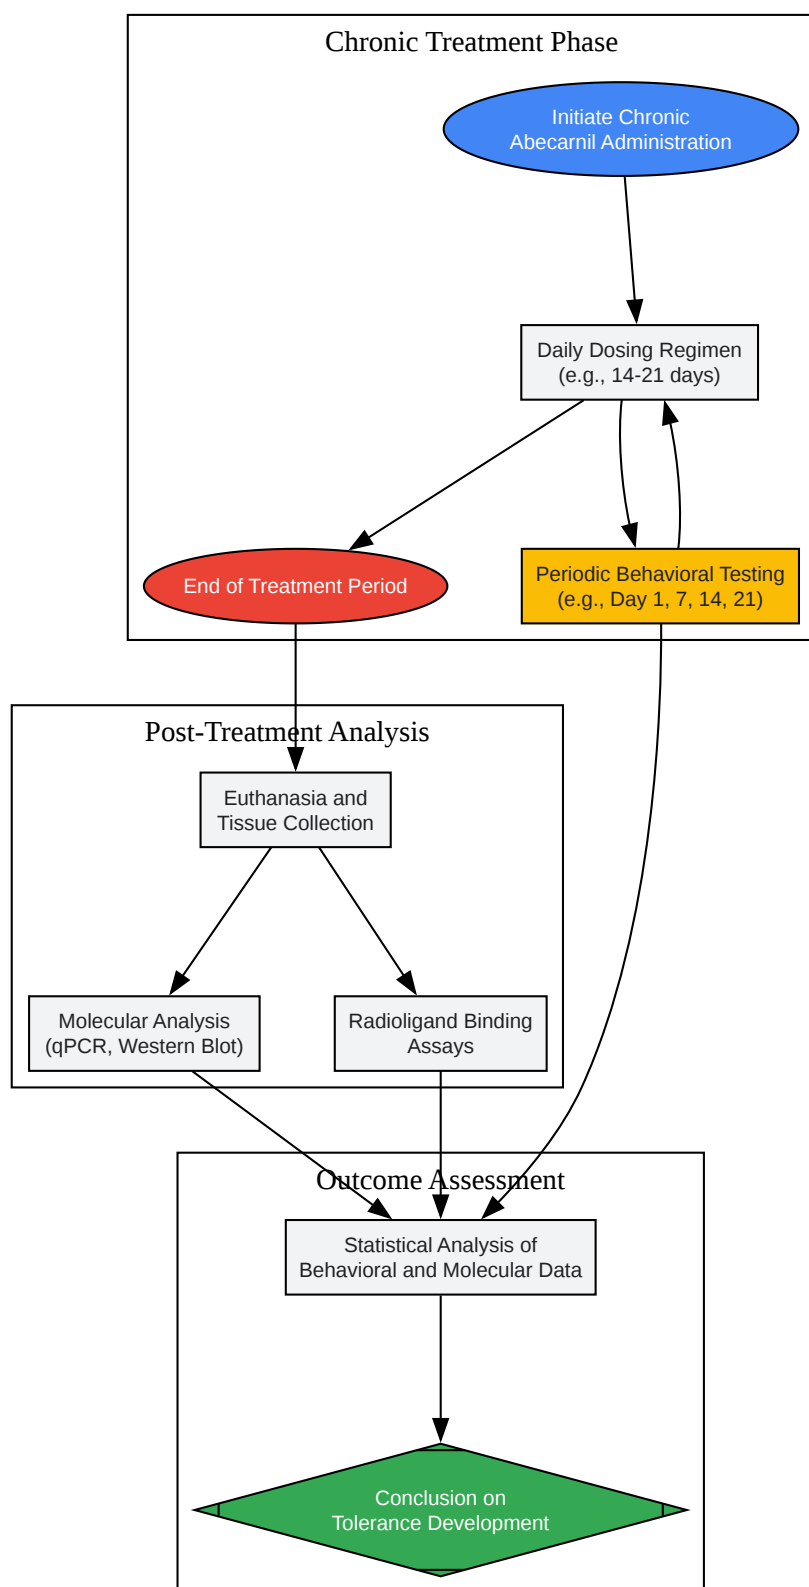 Chronic Treatment Phase
Initiate Chronic
Abecarnil Administration
Daily Dosing Regimen
(e.g., 14-21 days)
End of Treatment Period
Periodic Behavioral Testing
(e.g., Day 1, 7, 14, 21)
Post-Treatment Analysis
Euthanasia and
Tissue Collection
Molecular Analysis
(qPCR, Western Blot)
Radioligand Binding
Assays
Outcome Assessment
Statistical Analysis of
Behavioral and Molecular Data
Conclusion on
Tolerance Development